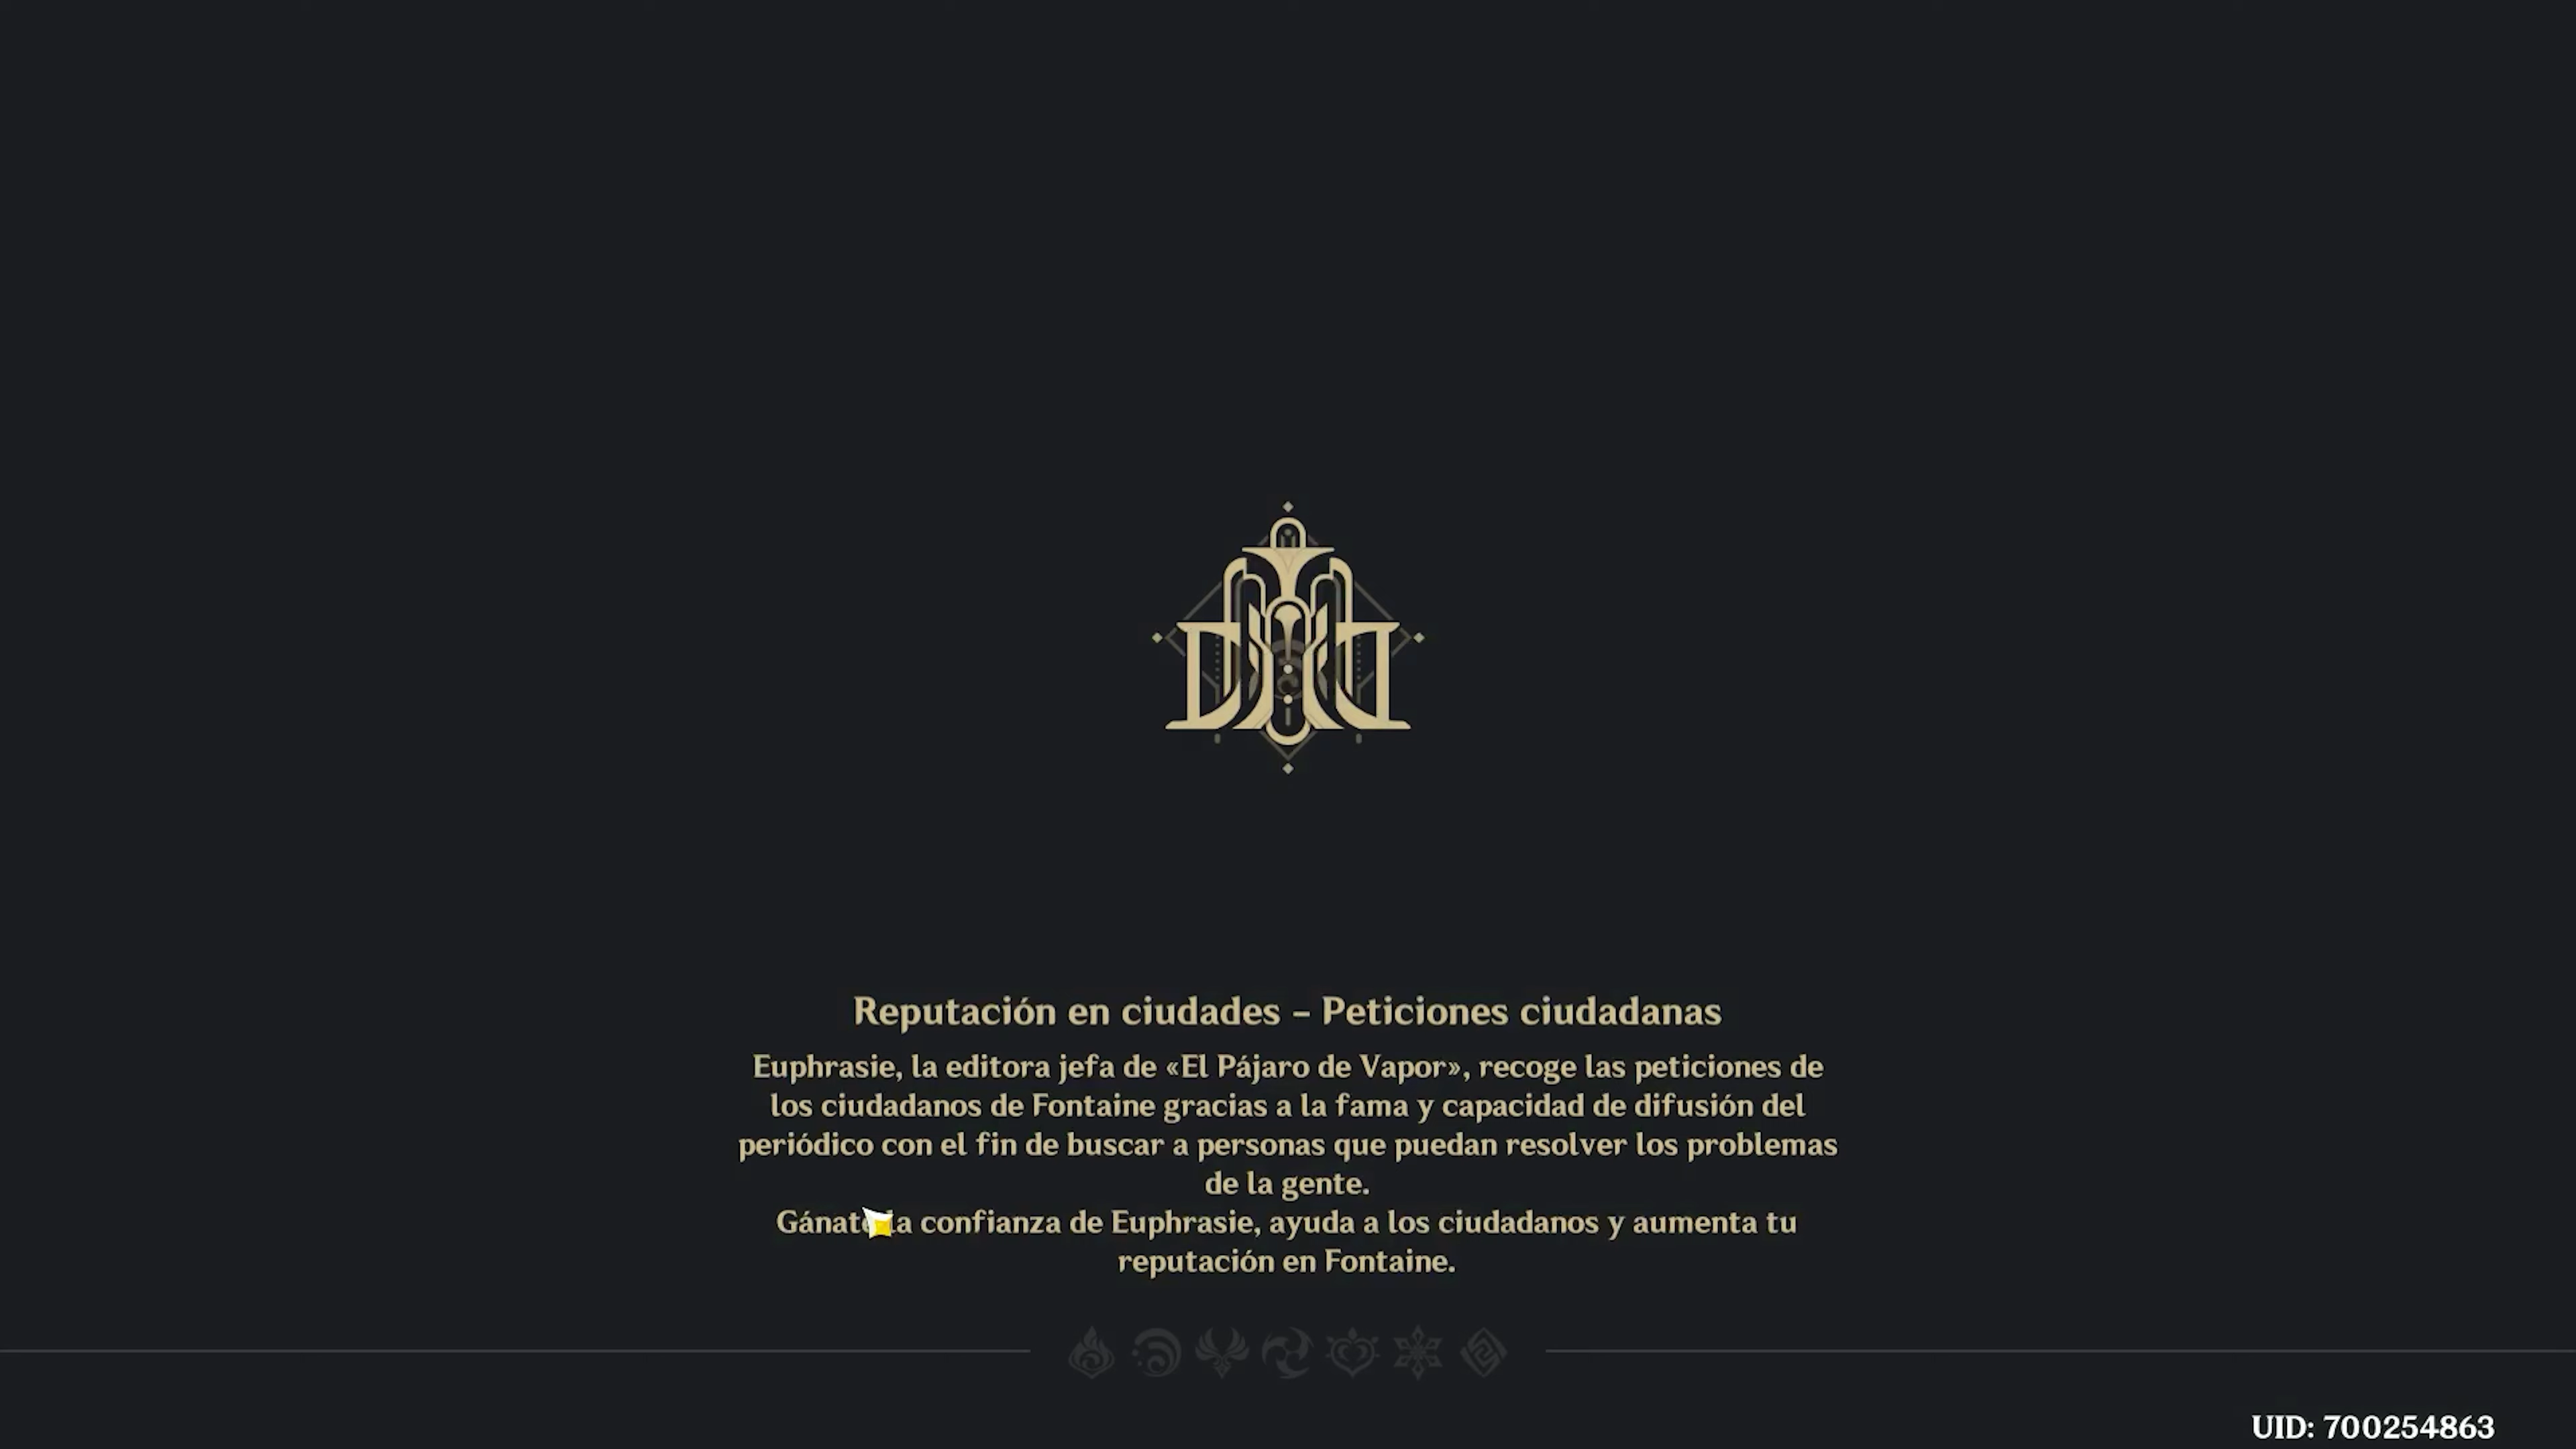 Reputación en ciudades – Peticiones ciudadanas
Euphrasie, la editora jefa de «El Pájaro de Vapor», recoge las peticiones de
los ciudadanos de Fontaine gracias a la fama y capacidad de difusión del
periódico con el fin de buscar a personas que puedan resolver los problemas
de la gente.
Gánate la confianza de Euphrasie, ayuda a los ciudadanos y aumenta tu
reputación en Fontaine.
UID: 700254863